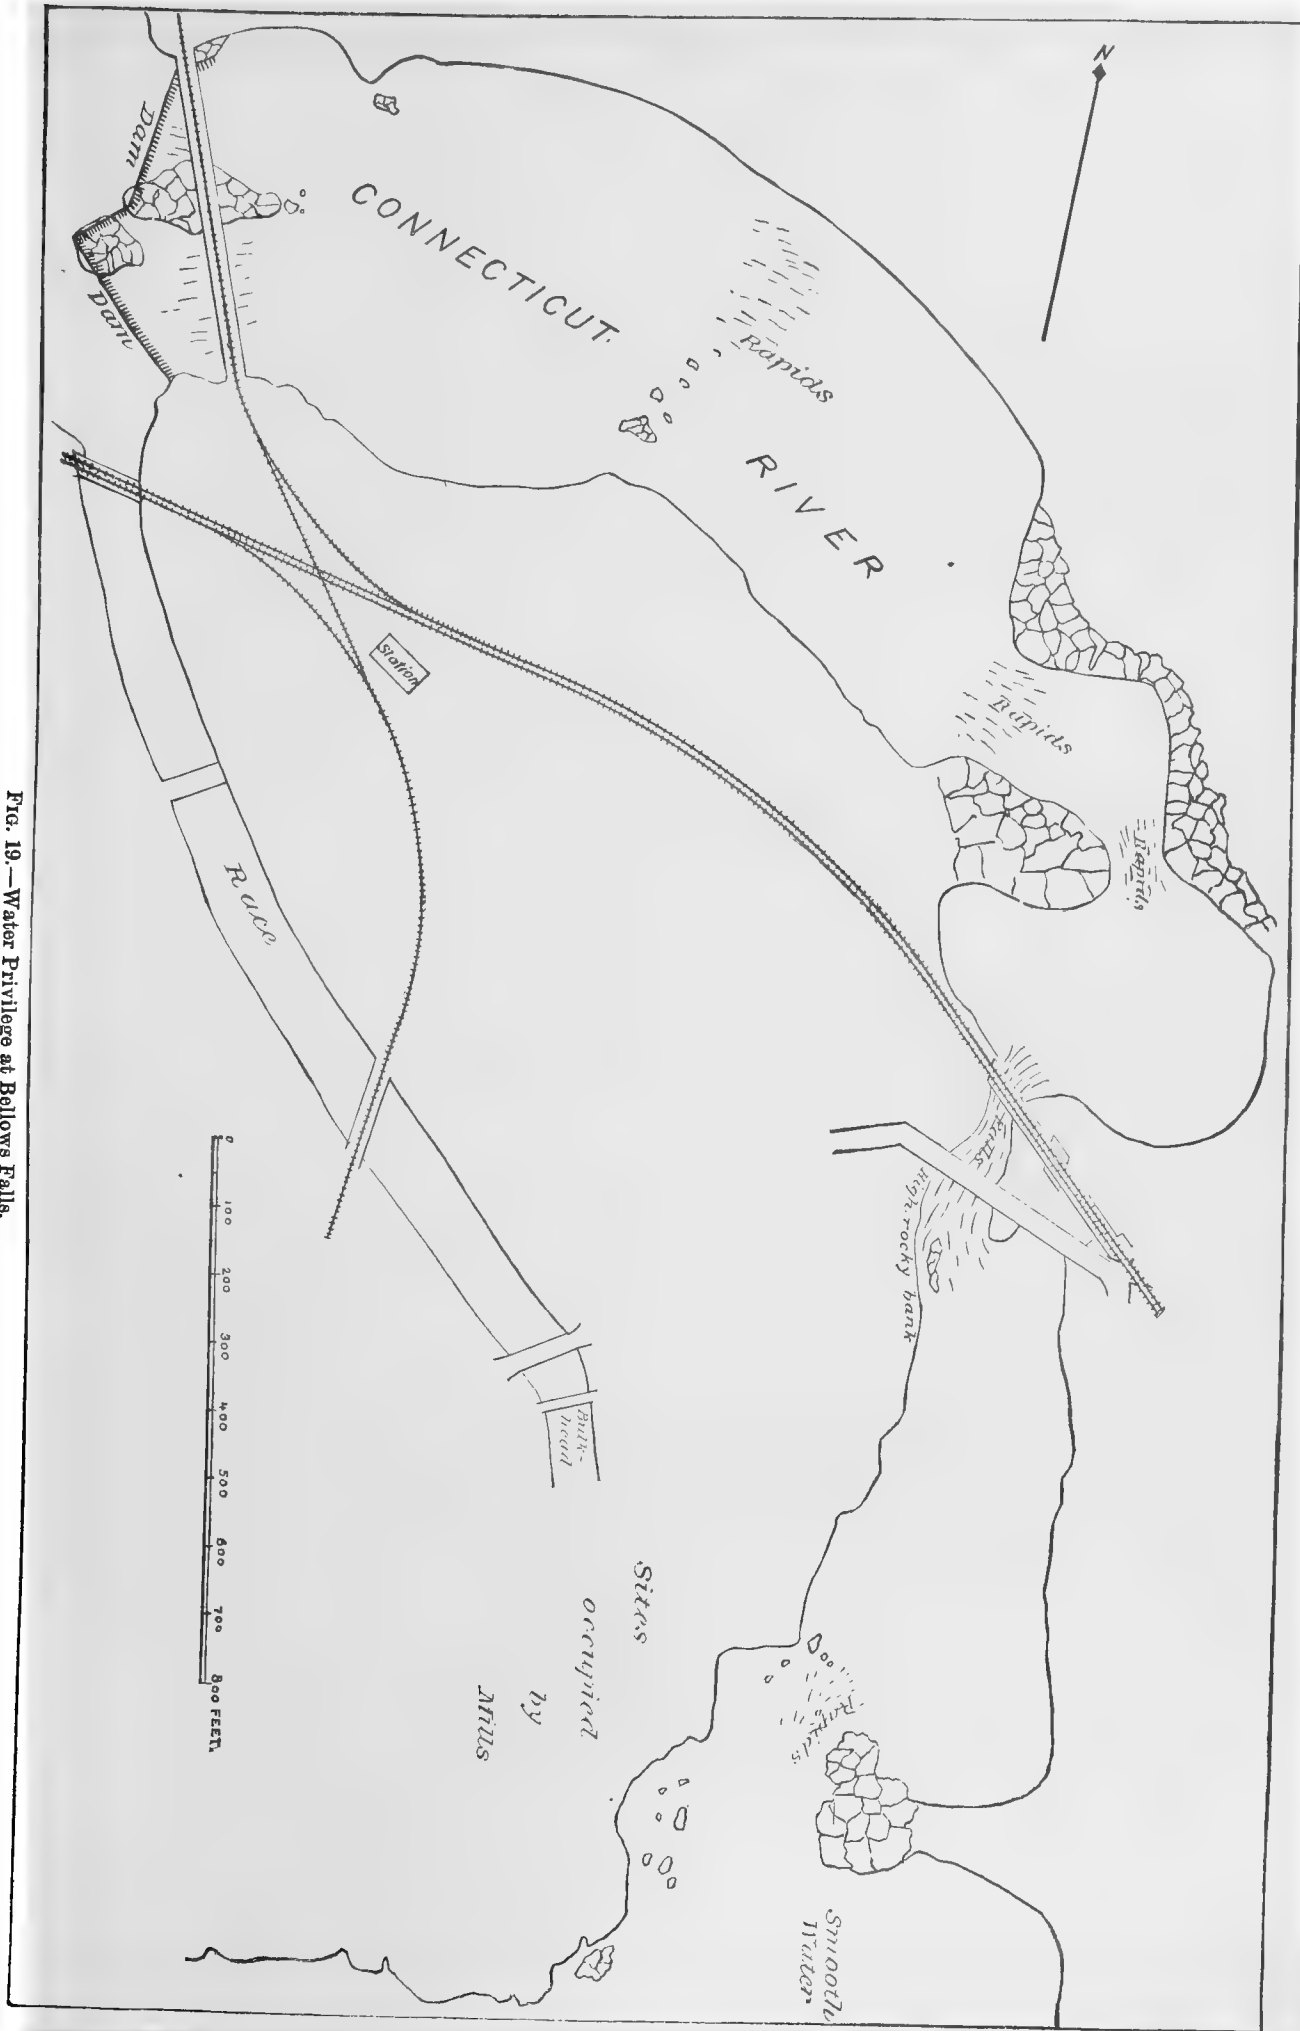 N
Dam
Dam
CONNECTICUT
RIVER
Rapids
Rapids
Rapids
Station
Race
Falls
High rocky bank
Bulk-
head
Sites
occupied
by
Mills
Rapids
Smooth
Water
0 100 200 300 400 500 600 700 800 FEET.
FIG. 19.—Water Privilege at Bellows Falls.